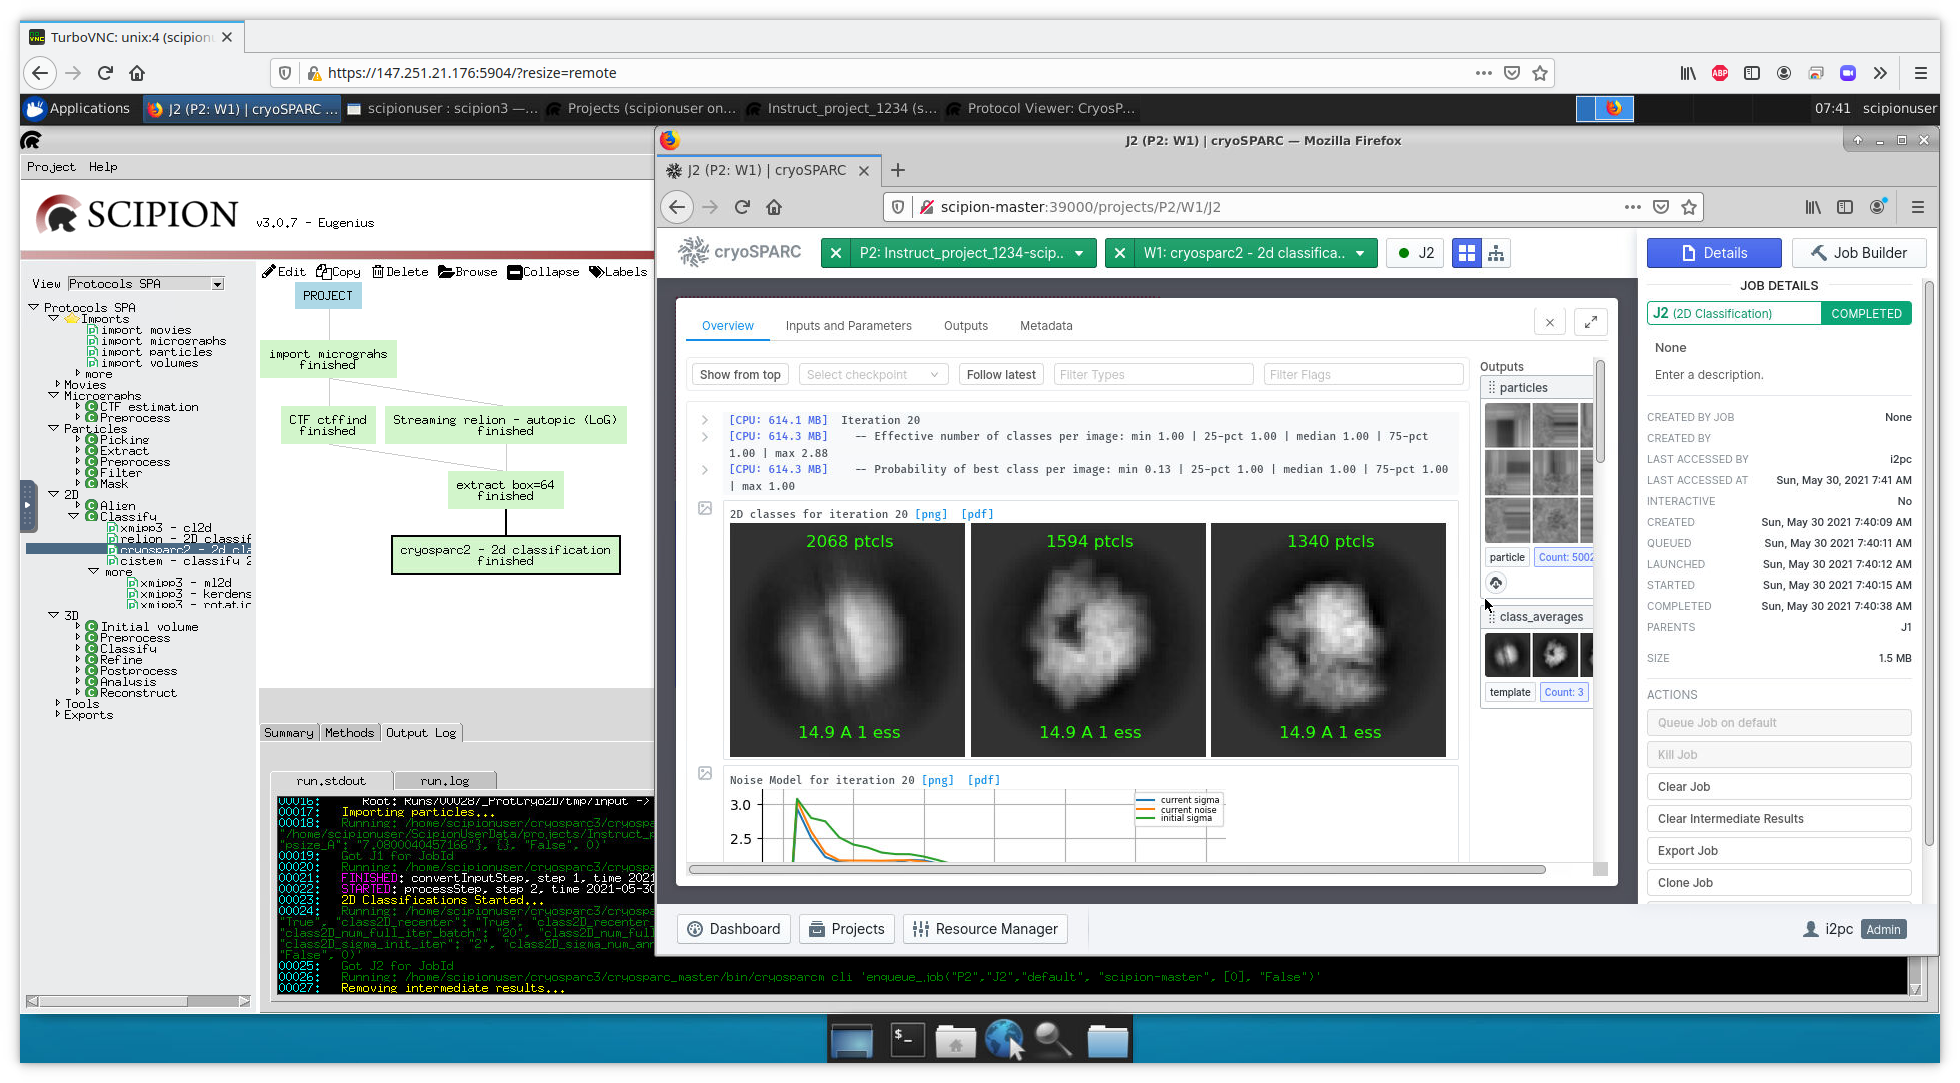 TurboVNC: unix:4 (scipion
https://147.251.21.176:5904/?resize=remote
Applications
J2 (P2: W1) | cryoSPARC ...
scipionuser : scipion3 —...
Projects (scipionuser on...
Instruct_project_1234 (s...
Protocol Viewer: CryosP...
07:41 scipionuser
Project Help
SCIPION v3.0.7 - Eugenius
View Protocols SPA
Protocols SPA
Imports
import movies
import micrographs
import particles
import volumes
more
Movies
Micrographs
CTF estimation
Preprocess
Particles
Picking
Extract
Preprocess
Filter
Mask
2D
Align
Classify
xmipp3 - cl2d
relion - 2D classif
cryosparc2 - 2d cla
cistem - classify 2
more
xmipp3 - ml2d
xmipp3 - kerdens
xmipp3 - rotatio
3D
Initial volume
Preprocess
Classify
Refine
Postprocess
Analysis
Reconstruct
Tools
Exports
Edit Copy Delete Browse Collapse Labels
PROJECT
import micrograhs
finished
CTF ctffind
finished
Streaming relion - autopic (LoG)
finished
extract box=64
finished
cryosparc2 - 2d classification
finished
Summary Methods Output Log
run.stdout run.log
00016: Root: Runs/000287_ProtCryo2D/tmp/input ->
00017: Importing particles...
00018: Running: /home/scipionuser/cryosparc3/cryospa
"/home/scipionuser/ScipionUserData/projects/Instruct_p
"psize_A": "7.0800040457166"}, {}, "False", 0)'
00019: Got J1 for JobId
00020: Running: /home/scipionuser/cryosparc3/cryospa
00021: FINISHED: convertInputStep, step 1, time 2021
00022: STARTED: processStep, step 2, time 2021-05-30
00023: 2D Classifications Started...
00024: Running: /home/scipionuser/cryosparc3/cryospa
"True", "class2D_recenter": "True", "class2D_recenter_
"class2D_num_full_iter_batch": "20", "class2D_num_full
"class2D_sigma_init_iter": "2", "class2D_sigma_num_ann
"False", 0)'
00025: Got J2 for JobId
00026: Running: /home/scipionuser/cryosparc3/cryosparc_master/bin/cryosparcm cli 'enqueue_job("P2","J2","default", "scipion-master", [0], "False")'
00027: Removing intermediate results...
J2 (P2: W1) | cryoSPARC — Mozilla Firefox
J2 (P2: W1) | cryoSPARC
scipion-master:39000/projects/P2/W1/J2
cryoSPARC
P2: Instruct_project_1234-scip..
W1: cryosparc2 - 2d classifica..
J2
Details
Job Builder
Overview Inputs and Parameters Outputs Metadata
Show from top
Select checkpoint
Follow latest
Filter Types
Filter Flags
[CPU: 614.1 MB] Iteration 20
[CPU: 614.3 MB] -- Effective number of classes per image: min 1.00 | 25-pct 1.00 | median 1.00 | 75-pct
1.00 | max 2.88
[CPU: 614.3 MB] -- Probability of best class per image: min 0.13 | 25-pct 1.00 | median 1.00 | 75-pct 1.00
| max 1.00
2D classes for iteration 20 [png] [pdf]
2068 ptcls 1594 ptcls 1340 ptcls
14.9 A 1 ess 14.9 A 1 ess 14.9 A 1 ess
Noise Model for iteration 20 [png] [pdf]
3.0
2.5
current sigma
current noise
initial sigma
Outputs
particles
particle Count: 5002
class_averages
template Count: 3
JOB DETAILS
J2 (2D Classification) COMPLETED
None
Enter a description.
CREATED BY JOB None
CREATED BY
LAST ACCESSED BY i2pc
LAST ACCESSED AT Sun, May 30, 2021, 7:41 AM
INTERACTIVE No
CREATED Sun, May 30 2021 7:40:09 AM
QUEUED Sun, May 30 2021 7:40:11 AM
LAUNCHED Sun, May 30 2021 7:40:12 AM
STARTED Sun, May 30 2021 7:40:15 AM
COMPLETED Sun, May 30 2021 7:40:38 AM
PARENTS J1
SIZE 1.5 MB
ACTIONS
Queue Job on default
Kill Job
Clear Job
Clear Intermediate Results
Export Job
Clone Job
Dashboard
Projects
Resource Manager
i2pc Admin